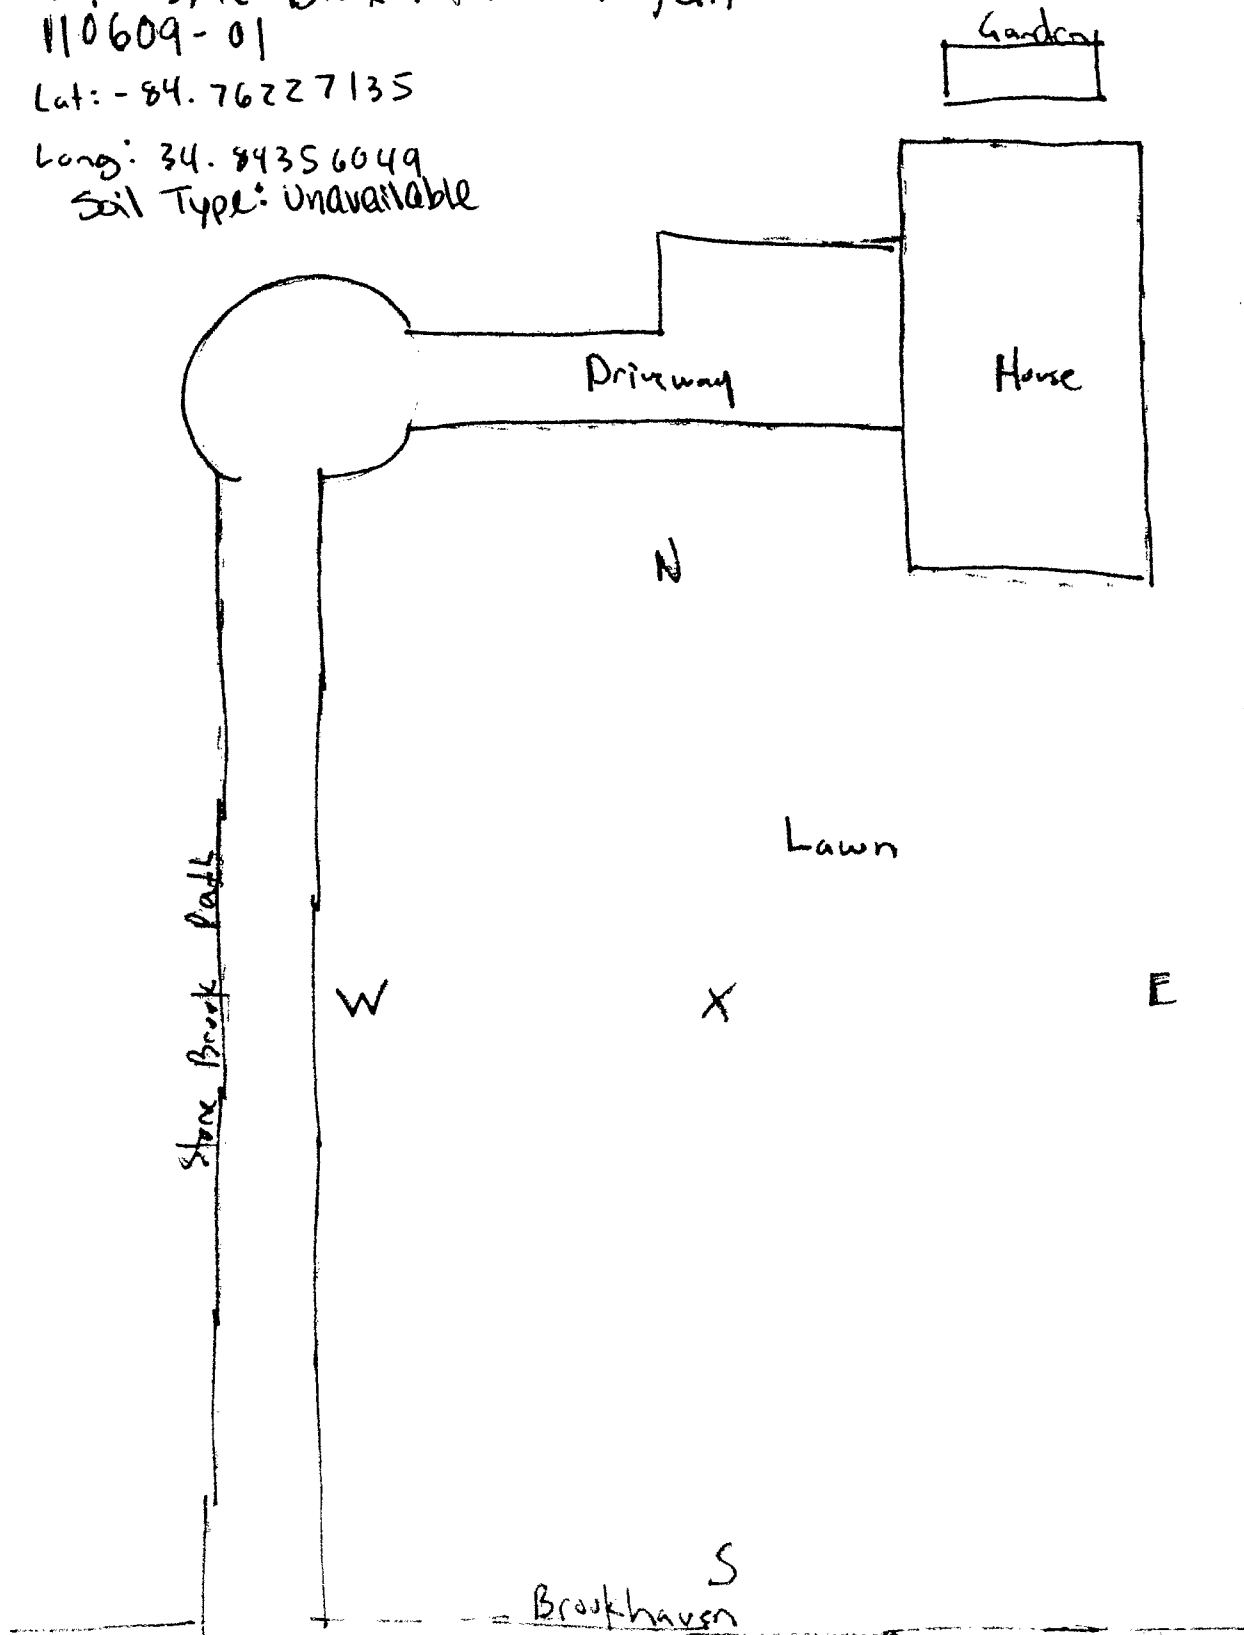 110609-01
Lat: -84.76227135
Long: 34.84356049
Soil Type: Unavailable
Garden
Driveway
House
N
Lawn
Stone Brook Path
W
X
E
S
Brookhaven